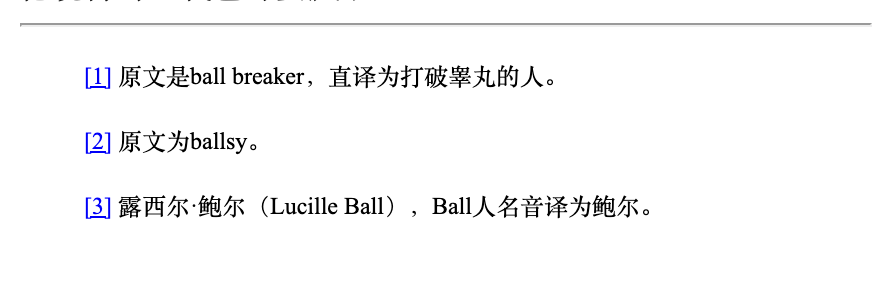 [1] 原文是ball breaker，直译为打破睾丸的人。
[2] 原文为ballsy。
[3] 露西尔·鲍尔（Lucille Ball），Ball人名音译为鲍尔。